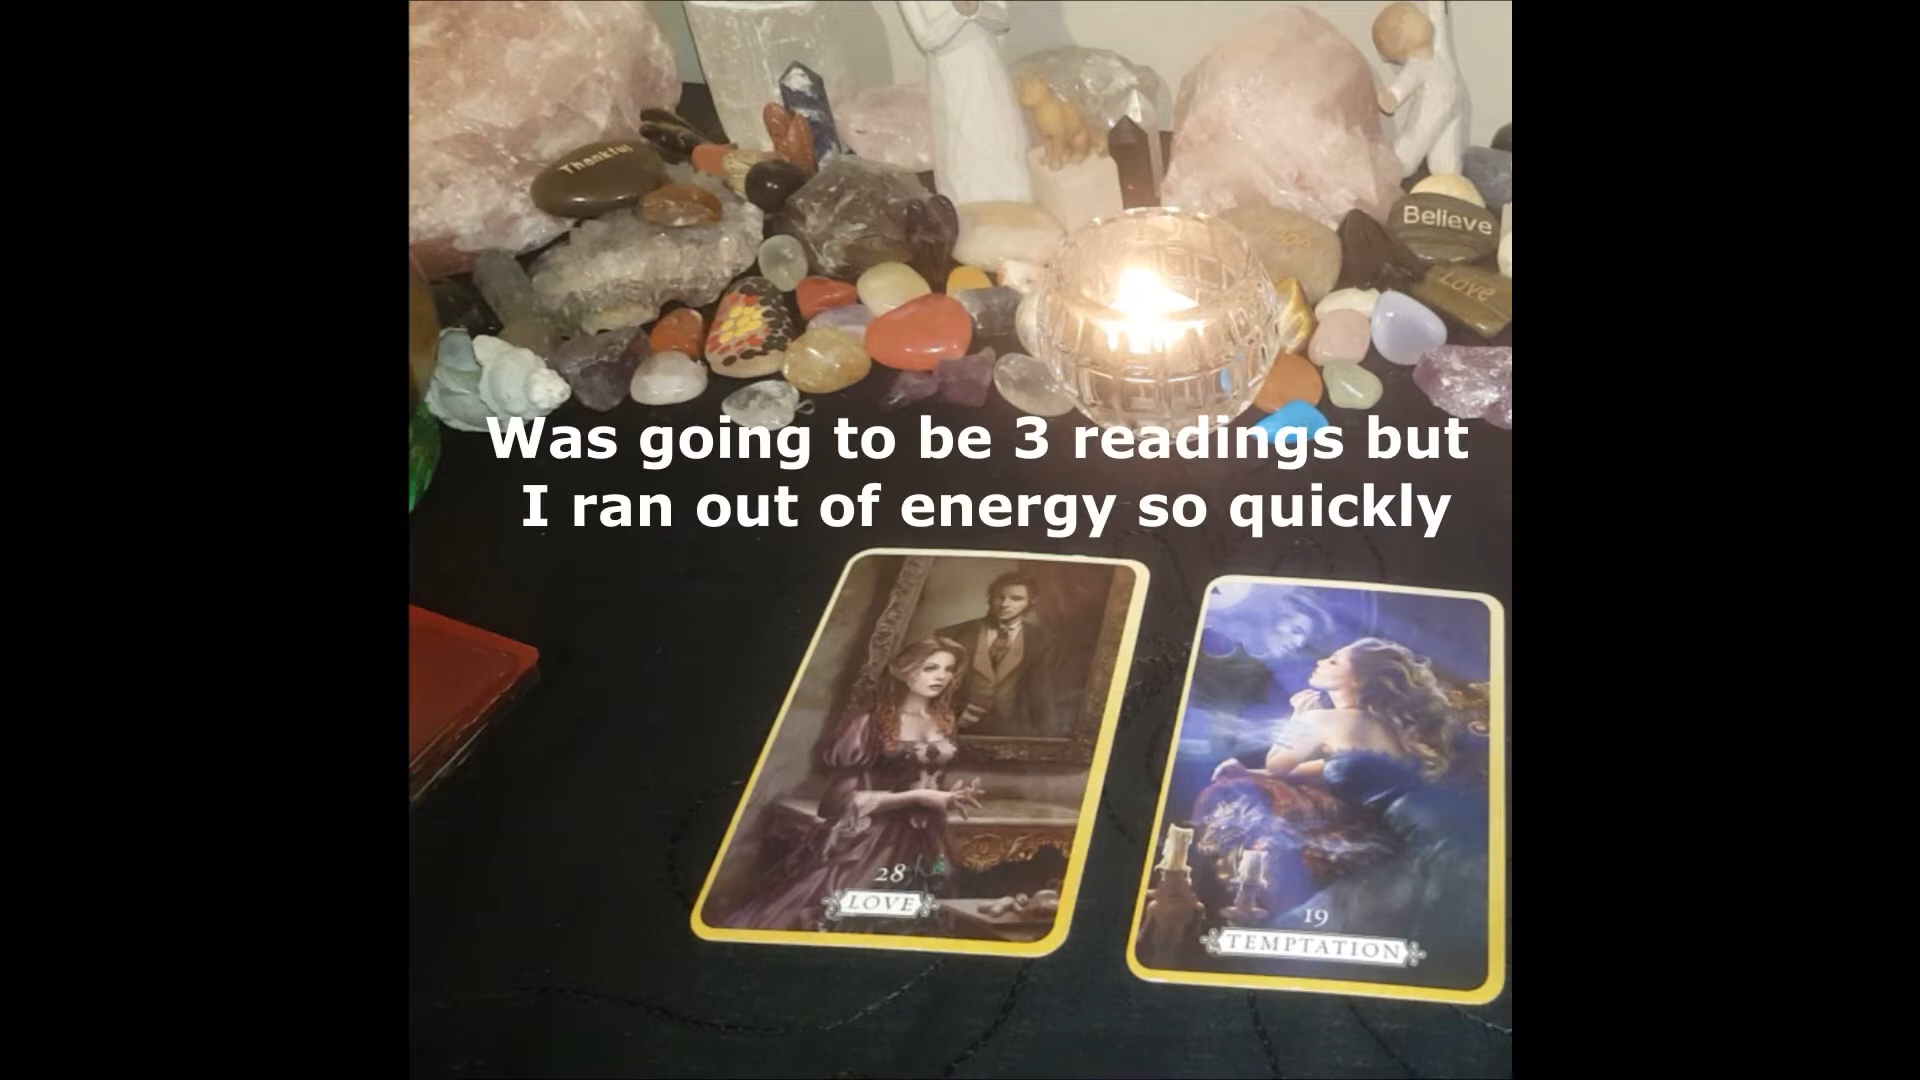 Thankful
Believe
Love
Was going to be 3 readings but
I ran out of energy so quickly
28
LOVE
19
TEMPTATION